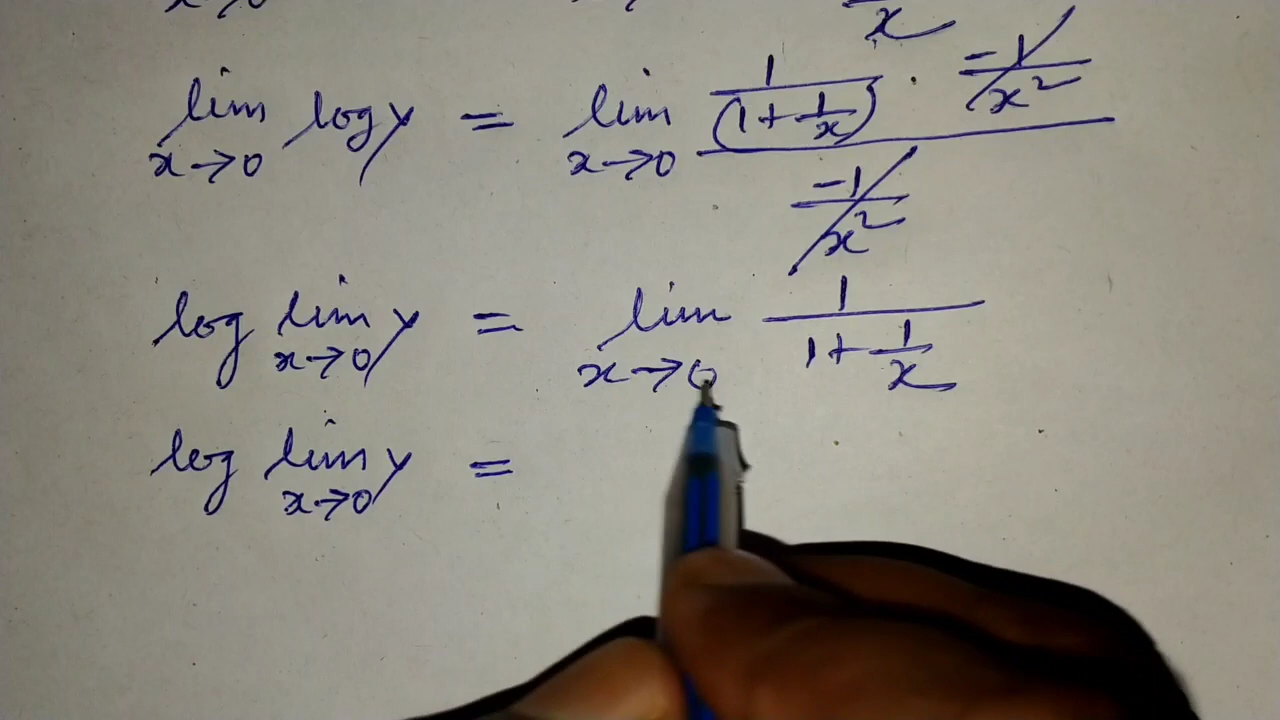 x→0 x
lim x→0 log y = lim x→0 1/(1+1/x) · -1/x² / -1/x²
log lim x→0 y = lim x→0 1/(1+1/x)
log lim x→0 y =